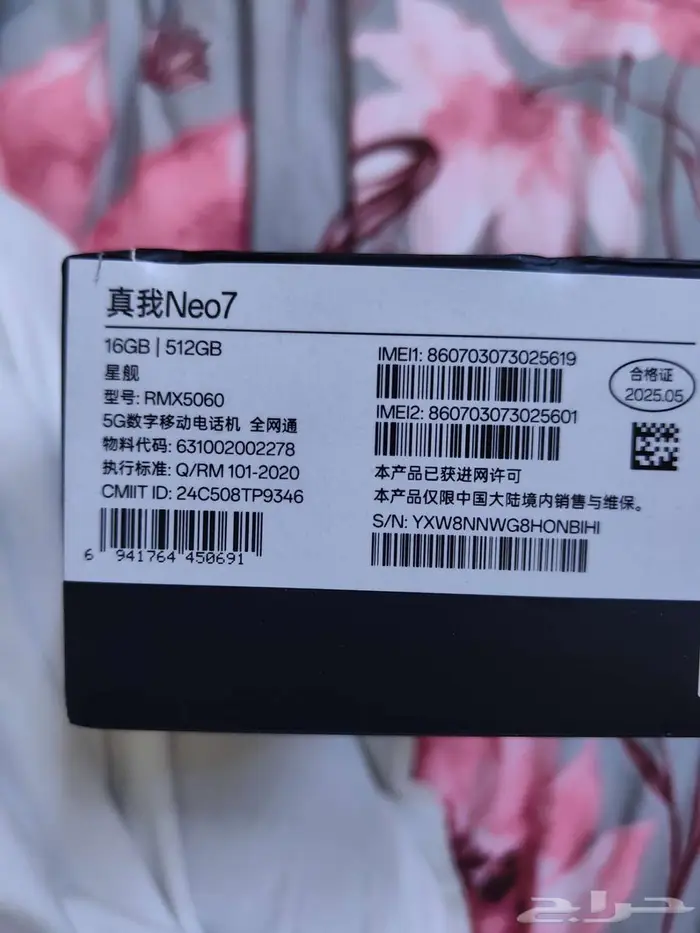 真我Neo7
16GB | 512GB
星舰
型号: RMX5060
5G数字移动电话机 全网通
物料代码: 631002002278
执行标准: Q/RM 101-2020
CMIIT ID: 24C508TP9346
6 941764 450691
IMEI1: 860703073025619
IMEI2: 860703073025601
本产品已获进网许可
本产品仅限中国大陆境内销售与维保。
S/N: YXW8NNWG8HONBIHI
合格证
2025.05
حراج